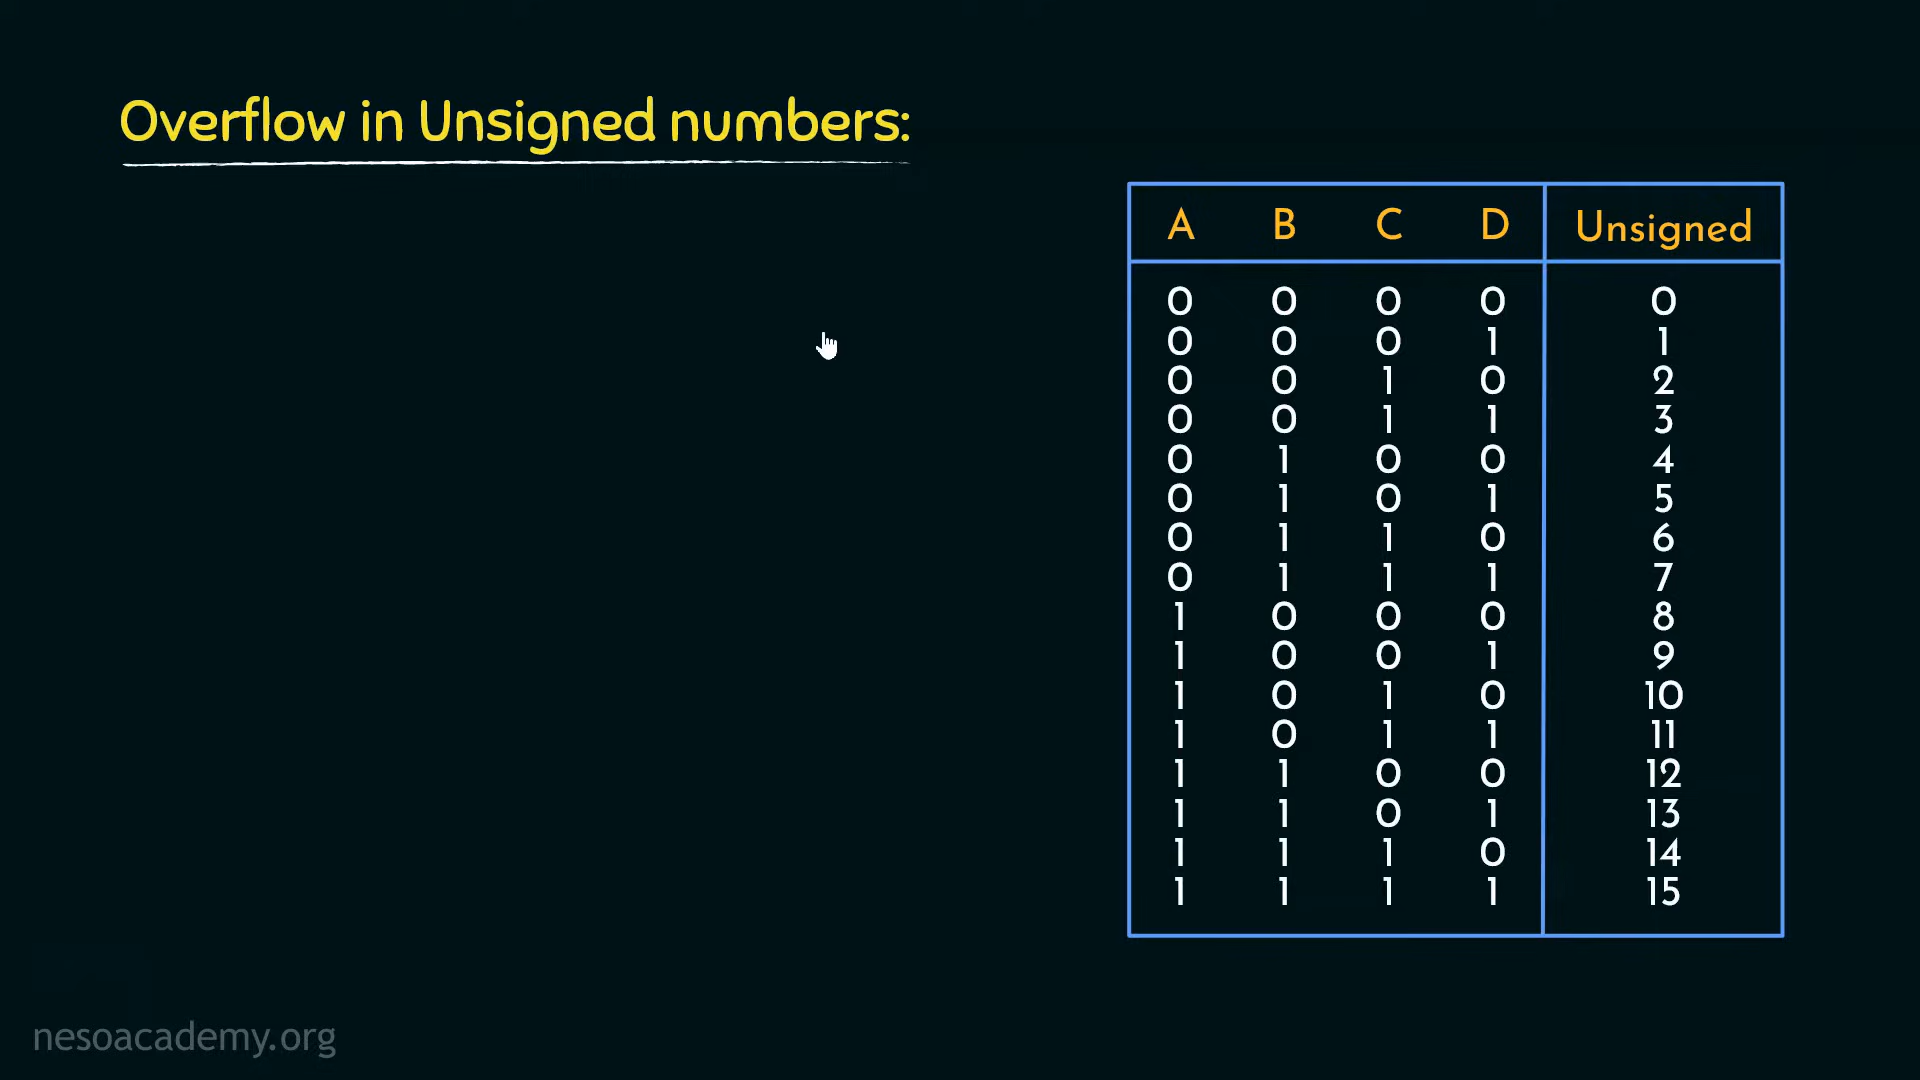 Overflow in Unsigned numbers:
A B C D Unsigned
0 0 0 0 0
0 0 0 1 1
0 0 1 0 2
0 0 1 1 3
0 1 0 0 4
0 1 0 1 5
0 1 1 0 6
0 1 1 1 7
1 0 0 0 8
1 0 0 1 9
1 0 1 0 10
1 0 1 1 11
1 1 0 0 12
1 1 0 1 13
1 1 1 0 14
1 1 1 1 15
nesoacademy.org